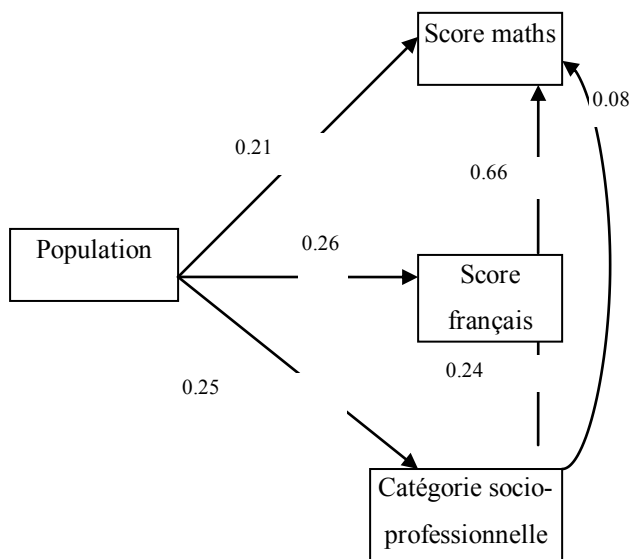 Score maths
0.08
0.21
0.66
Population
0.26
Score
français
0.25
0.24
Catégorie socio-
professionnelle